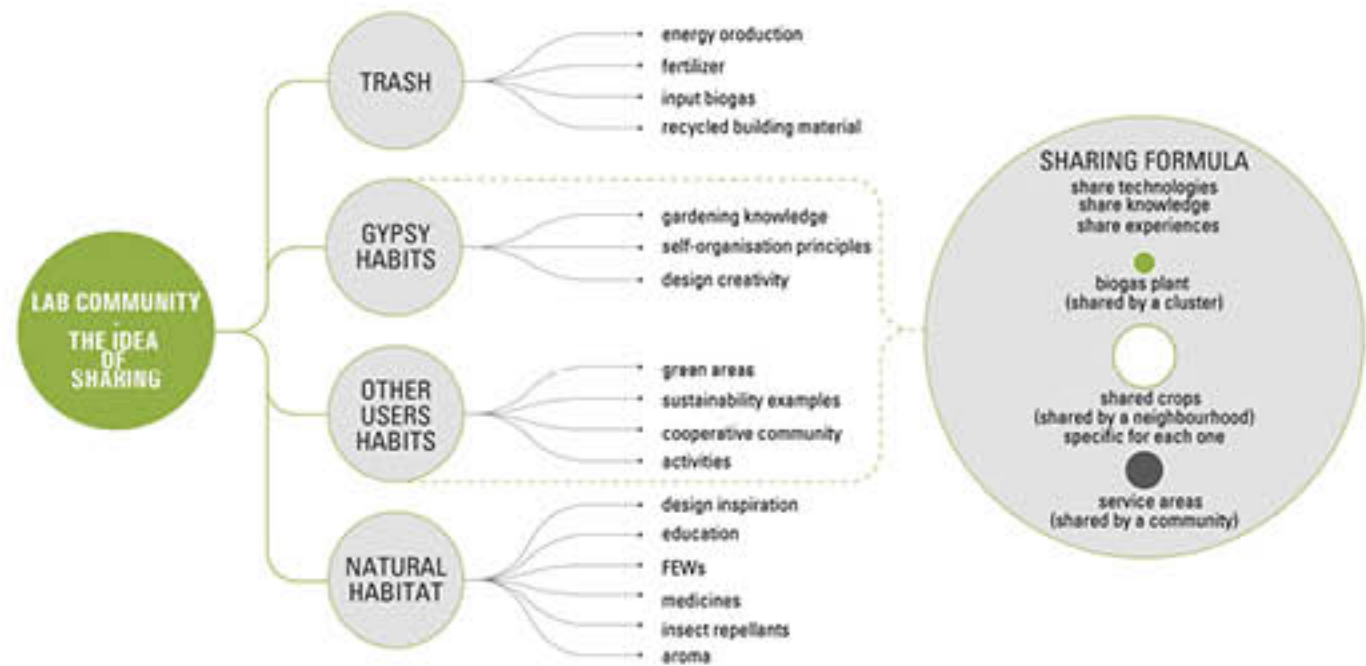 LAB COMMUNITY
-
THE IDEA
OF
SHARING
TRASH
energy oroduction
fertilizer
input biogas
recycled building material
GYPSY
HABITS
gardening knowledge
self-organisation principles
design creativity
OTHER
USERS
HABITS
green areas
sustainability examples
cooperative community
activities
NATURAL
HABITAT
design inspiration
education
FEWs
medicines
insect repellants
aroma
SHARING FORMULA
share technologies
share knowledge
share experiences
biogas plant
(shared by a cluster)
shared crops
(shared by a neighbourhood)
specific for each one
service areas
(shared by a community)